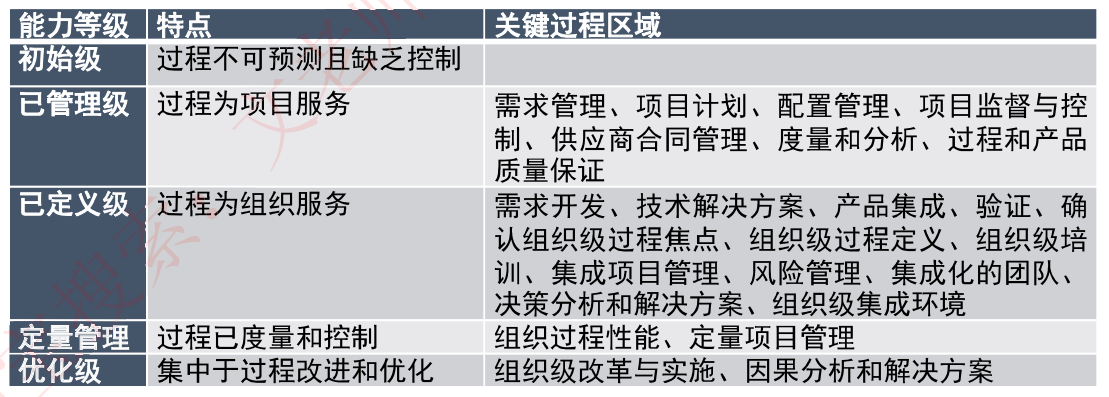 能力等级 特点 关键过程区域
初始级 过程不可预测且缺乏控制
已管理级 过程为项目服务 需求管理、项目计划、配置管理、项目监督与控
制、供应商合同管理、度量和分析、过程和产品
质量保证
已定义级 过程为组织服务 需求开发、技术解决方案、产品集成、验证、确
认组织级过程焦点、组织级过程定义、组织级培
训、集成项目管理、风险管理、集成化的团队、
决策分析和解决方案、组织级集成环境
定量管理 过程已度量和控制 组织过程性能、定量项目管理
优化级 集中于过程改进和优化 组织级改革与实施、因果分析和解决方案